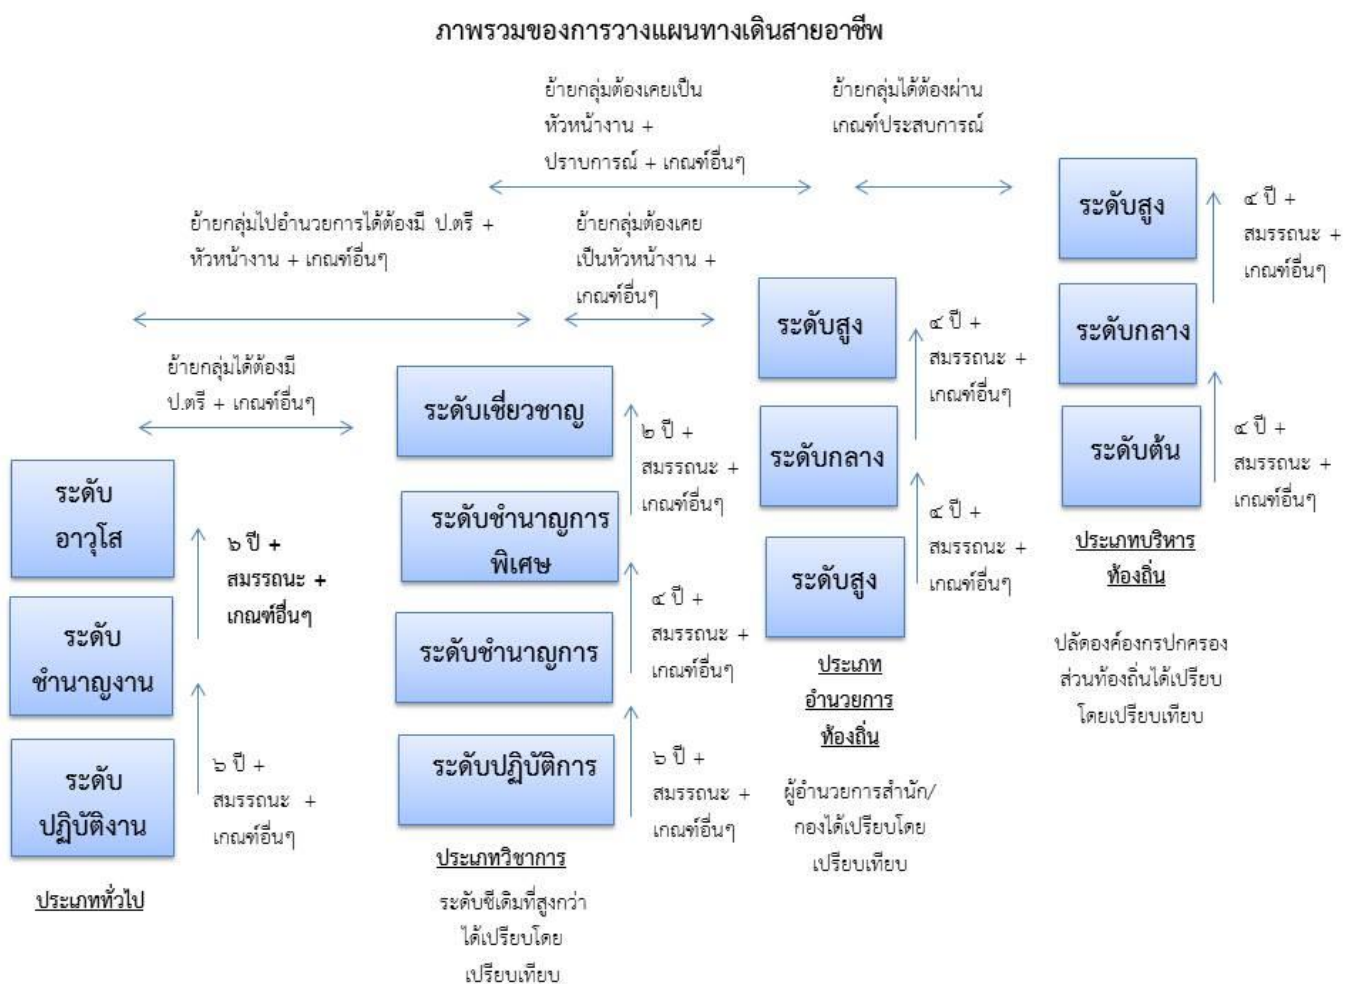 ภาพรวมของการวางแผนทางเดินสายอาชีพ
ย้ายกลุ่มต้องเคยเป็น
หัวหน้างาน +
ปราบการณ์ + เกณฑ์อื่นๆ
ย้ายกลุ่มได้ต้องผ่าน
เกณฑ์ประสบการณ์
ย้ายกลุ่มไปอำนวยการได้ต้องมี ป.ตรี +
หัวหน้างาน + เกณฑ์อื่นๆ
ย้ายกลุ่มต้องเคย
เป็นหัวหน้างาน +
เกณฑ์อื่นๆ
ย้ายกลุ่มได้ต้องมี
ป.ตรี + เกณฑ์อื่นๆ
ระดับ
อาวุโส
๖ ปี +
สมรรถนะ +
เกณฑ์อื่นๆ
ระดับ
ชำนาญงาน
๖ ปี +
สมรรถนะ +
เกณฑ์อื่นๆ
ระดับ
ปฏิบัติงาน
ประเภททั่วไป
ระดับเชี่ยวชาญ
๒ ปี +
สมรรถนะ +
เกณฑ์อื่นๆ
ระดับชำนาญการ
พิเศษ
๔ ปี +
สมรรถนะ +
เกณฑ์อื่นๆ
ระดับชำนาญการ
๖ ปี +
สมรรถนะ +
เกณฑ์อื่นๆ
ระดับปฏิบัติการ
ประเภทวิชาการ
ระดับซีเดิมที่สูงกว่า
ได้เปรียบโดย
เปรียบเทียบ
ระดับสูง
๔ ปี +
สมรรถนะ +
เกณฑ์อื่นๆ
ระดับกลาง
๔ ปี +
สมรรถนะ +
เกณฑ์อื่นๆ
ระดับสูง
ประเภท
อำนวยการ
ท้องถิ่น
ผู้อำนวยการสำนัก/
กองได้เปรียบโดย
เปรียบเทียบ
ระดับสูง
๔ ปี +
สมรรถนะ +
เกณฑ์อื่นๆ
ระดับกลาง
๔ ปี +
สมรรถนะ +
เกณฑ์อื่นๆ
ระดับต้น
ประเภทบริหาร
ท้องถิ่น
ปลัดองค์องกรปกครอง
ส่วนท้องถิ่นได้เปรียบ
โดยเปรียบเทียบ